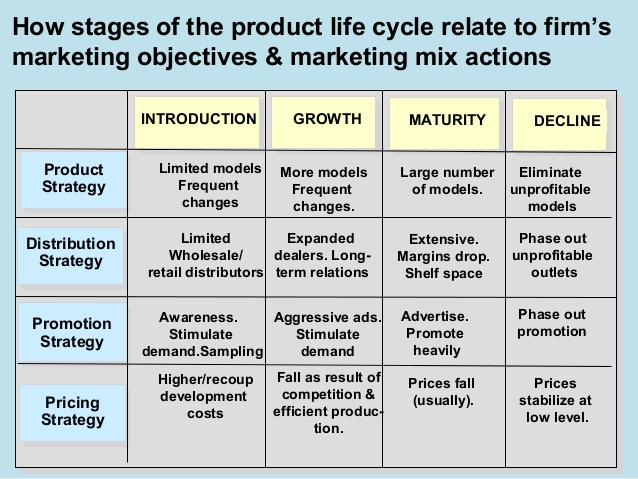 How stages of the product life cycle relate to firm's
marketing objectives & marketing mix actions
INTRODUCTION
GROWTH
MATURITY
DECLINE
Product
Strategy
Limited models
Frequent
changes
More models
Frequent
changes.
Large number
of models.
Eliminate
unprofitable
models
Distribution
Strategy
Limited
Wholesale/
retail distributors
Expanded
dealers. Long-
term relations
Extensive.
Margins drop.
Shelf space
Phase out
unprofitable
outlets
Promotion
Strategy
Awareness.
Stimulate
demand.Sampling
Aggressive ads.
Stimulate
demand
Advertise.
Promote
heavily
Phase out
promotion
Pricing
Strategy
Higher/recoup
development
costs
Fall as result of
competition &
efficient produc-
tion.
Prices fall
(usually).
Prices
stabilize at
low level.